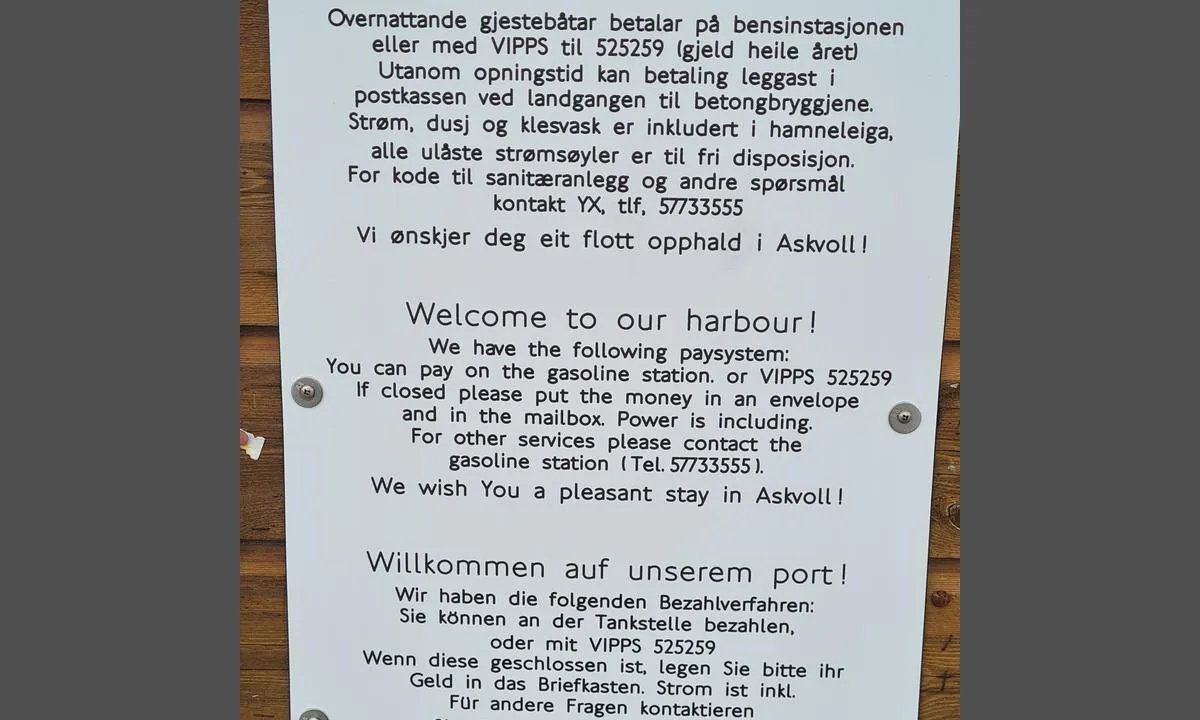 Overnattande gjestebåtar betalar på bensinstasjonen
eller med VIPPS til 525259 (gjeld heile året)
Utanom opningstid kan betaling leggast i
postkassen ved landgangen til betongbryggjene.
Strøm, dusj og klesvask er inkludert i hamneleiga,
alle ulåste strømsøyler er til fri disposisjon.
For kode til sanitæranlegg og andre spørsmål
kontakt YX, tlf, 57733555
Vi ønskjer deg eit flott opphald i Askvoll!
Welcome to our harbour!
We have the following paysystem:
You can pay on the gasoline station. or VIPPS 525259
If closed please put the money in an envelope
and in the mailbox. Power is including.
For other services please contact the
gasoline station (Tel. 57733555).
We wish You a pleasant stay in Askvoll!
Willkommen auf unserem port!
Wir haben die folgenden Bezahlverfahren:
Sie können an der Tankstelle bezahlen,
oder mit VIPPS 525259
Wenn diese geschlossen ist, legen Sie bitte ihr
Geld in das Briefkasten. Strom ist inkl.
Für andere Fragen kontaktieren